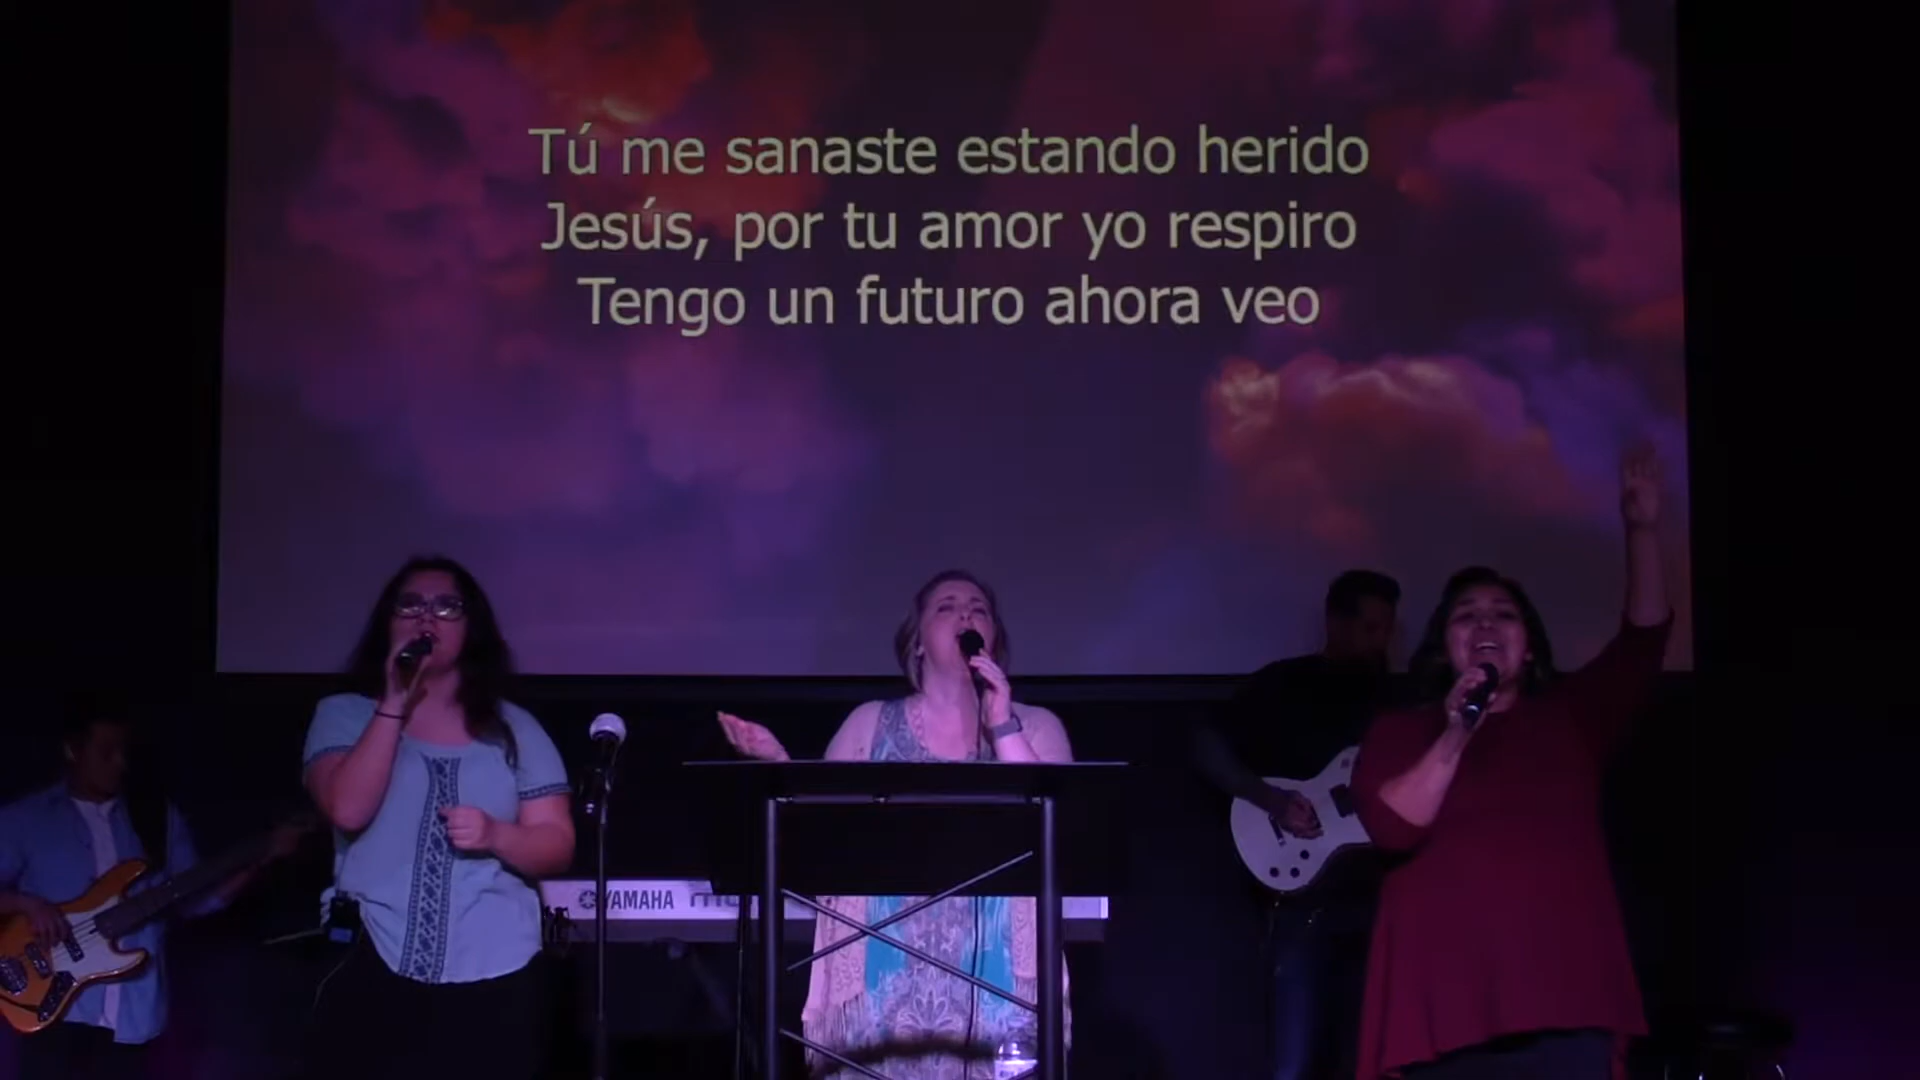 Tú me sanaste estando herido
Jesús, por tu amor yo respiro
Tengo un futuro ahora veo
YAMAHA